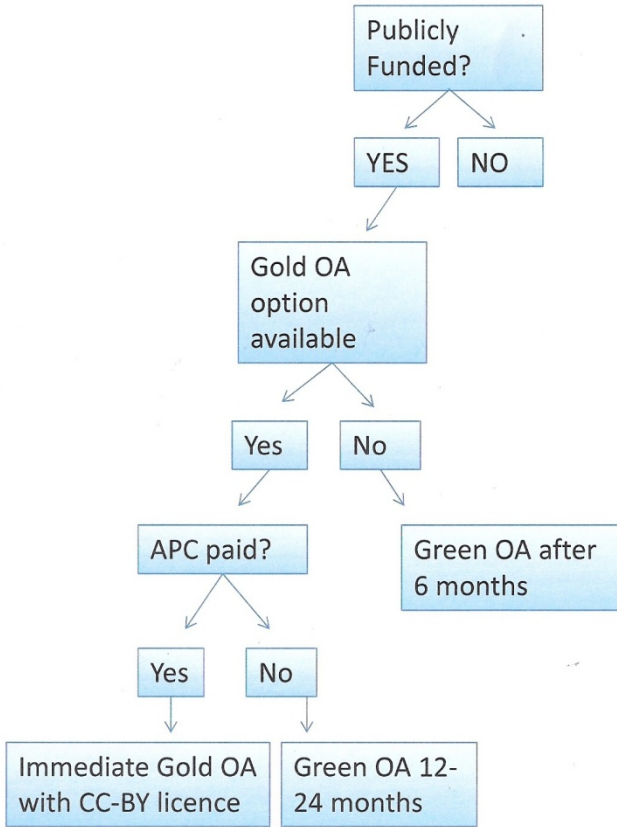 Publicly
Funded?
YES
NO
Gold OA
option
available
Yes
No
APC paid?
Green OA after
6 months
Yes
No
Immediate Gold OA
with CC-BY licence
Green OA 12-
24 months